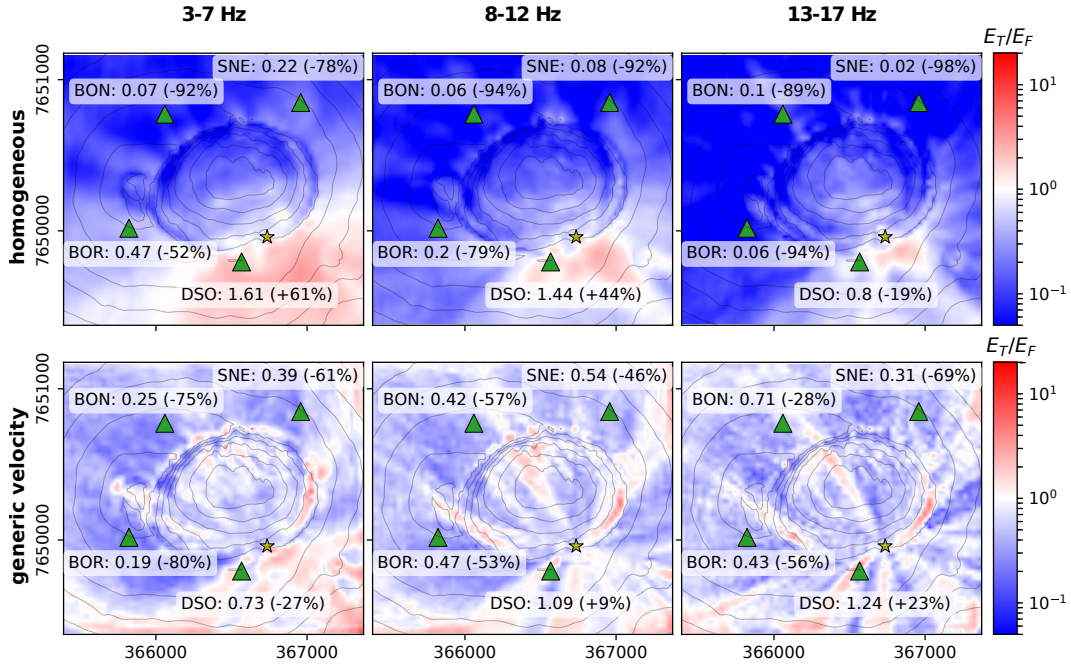 3-7 Hz
8-12 Hz
13-17 Hz
homogeneous
7651000
7650000
SNE: 0.22 (-78%)
BON: 0.07 (-92%)
BOR: 0.47 (-52%)
DSO: 1.61 (+61%)
SNE: 0.08 (-92%)
BON: 0.06 (-94%)
BOR: 0.2 (-79%)
DSO: 1.44 (+44%)
SNE: 0.02 (-98%)
BON: 0.1 (-89%)
BOR: 0.06 (-94%)
DSO: 0.8 (-19%)
E_T/E_F
10^1
10^0
10^-1
generic velocity
7651000
7650000
SNE: 0.39 (-61%)
BON: 0.25 (-75%)
BOR: 0.19 (-80%)
DSO: 0.73 (-27%)
SNE: 0.54 (-46%)
BON: 0.42 (-57%)
BOR: 0.47 (-53%)
DSO: 1.09 (+9%)
SNE: 0.31 (-69%)
BON: 0.71 (-28%)
BOR: 0.43 (-56%)
DSO: 1.24 (+23%)
E_T/E_F
10^1
10^0
10^-1
366000 367000
366000 367000
366000 367000